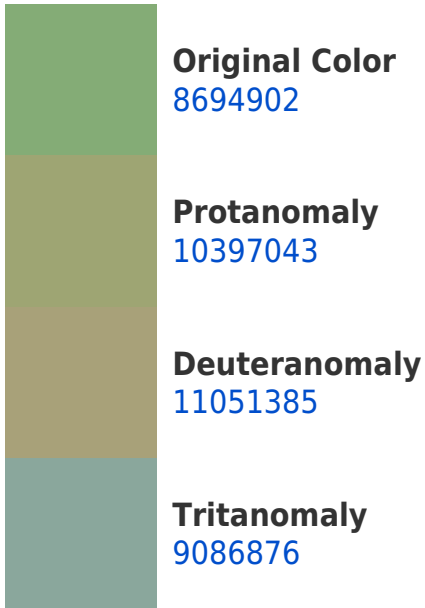 Original Color
8694902
Protanomaly
10397043
Deuteranomaly
11051385
Tritanomaly
9086876